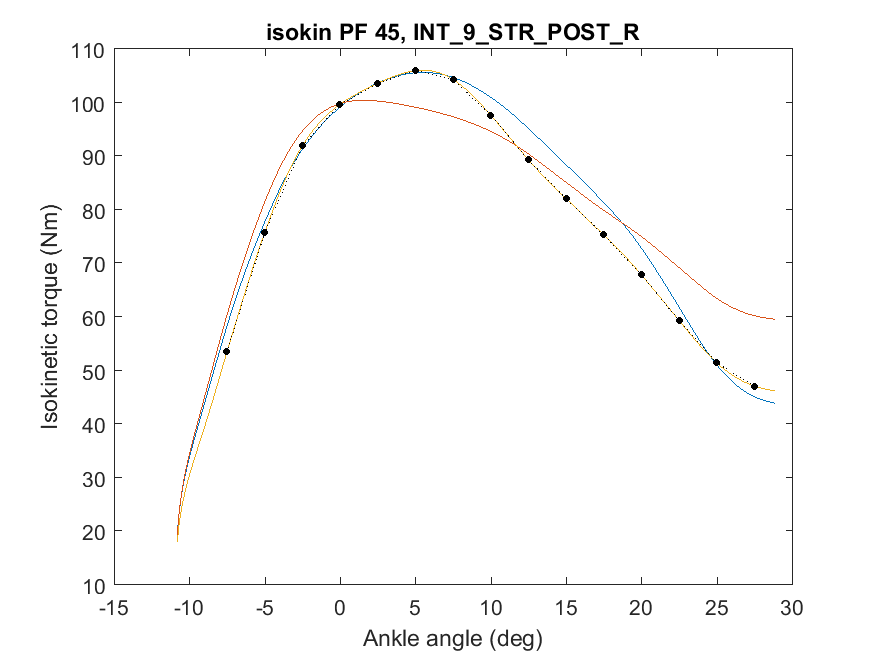 isokin PF 45, INT_9_STR_POST_R
110
100
90
80
70
60
50
40
30
20
10
Isokinetic torque (Nm)
-15 -10 -5 0 5 10 15 20 25 30
Ankle angle (deg)